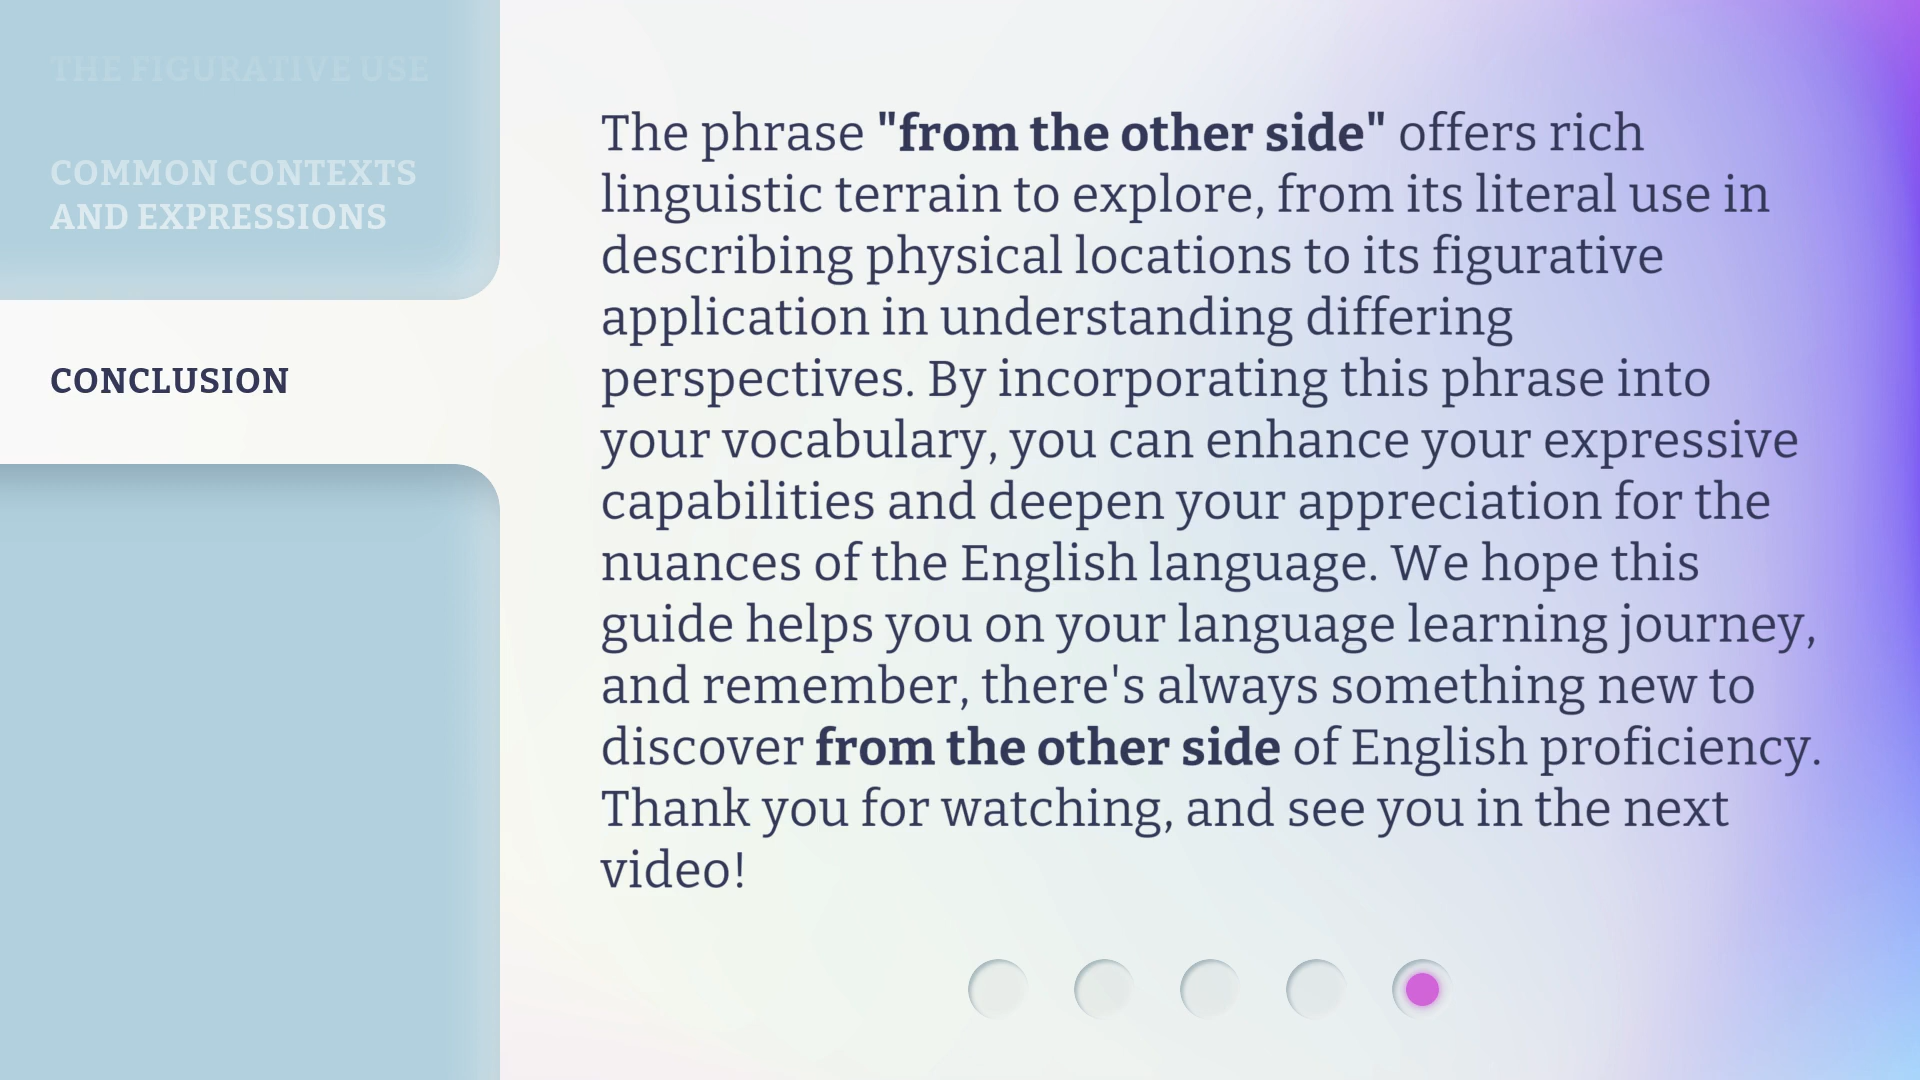 THE FIGURATIVE USE
COMMON CONTEXTS
AND EXPRESSIONS
CONCLUSION
The phrase "from the other side" offers rich
linguistic terrain to explore, from its literal use in
describing physical locations to its figurative
application in understanding differing
perspectives. By incorporating this phrase into
your vocabulary, you can enhance your expressive
capabilities and deepen your appreciation for the
nuances of the English language. We hope this
guide helps you on your language learning journey,
and remember, there's always something new to
discover from the other side of English proficiency.
Thank you for watching, and see you in the next
video!